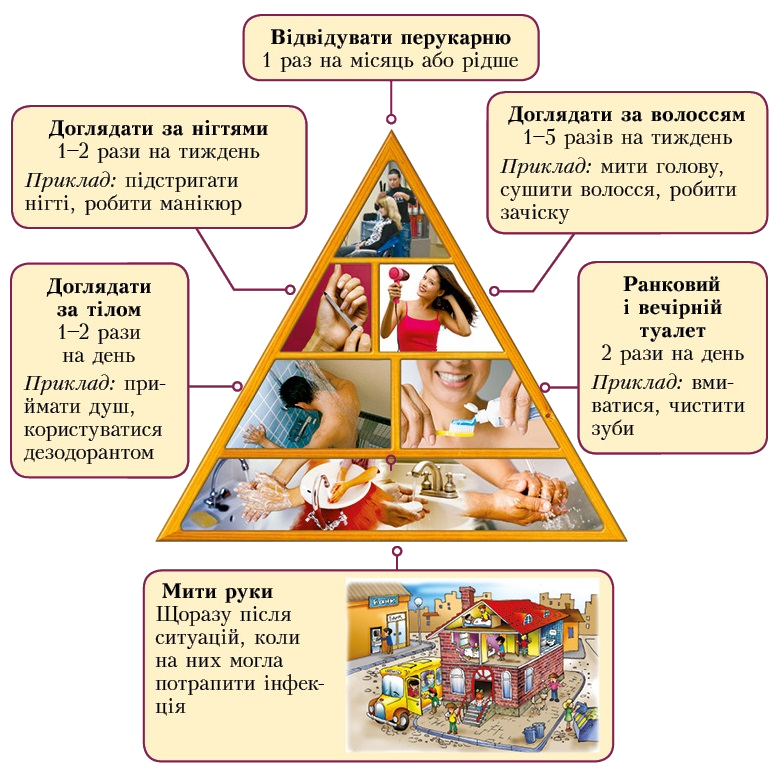 Відвідувати перукарню
1 раз на місяць або рідше
Доглядати за нігтями
1–2 рази на тиждень
Приклад: підстригати
нігті, робити манікюр
Доглядати за волоссям
1–5 разів на тиждень
Приклад: мити голову,
сушити волосся, робити
зачіску
Доглядати
за тілом
1–2 рази
на день
Приклад: при-
ймати душ,
користуватися
дезодорантом
Ранковий
і вечірній
туалет
2 рази на день
Приклад: вми-
ватися, чистити
зуби
Мити руки
Щоразу після
ситуацій, коли
на них могла
потрапити інфек-
ція